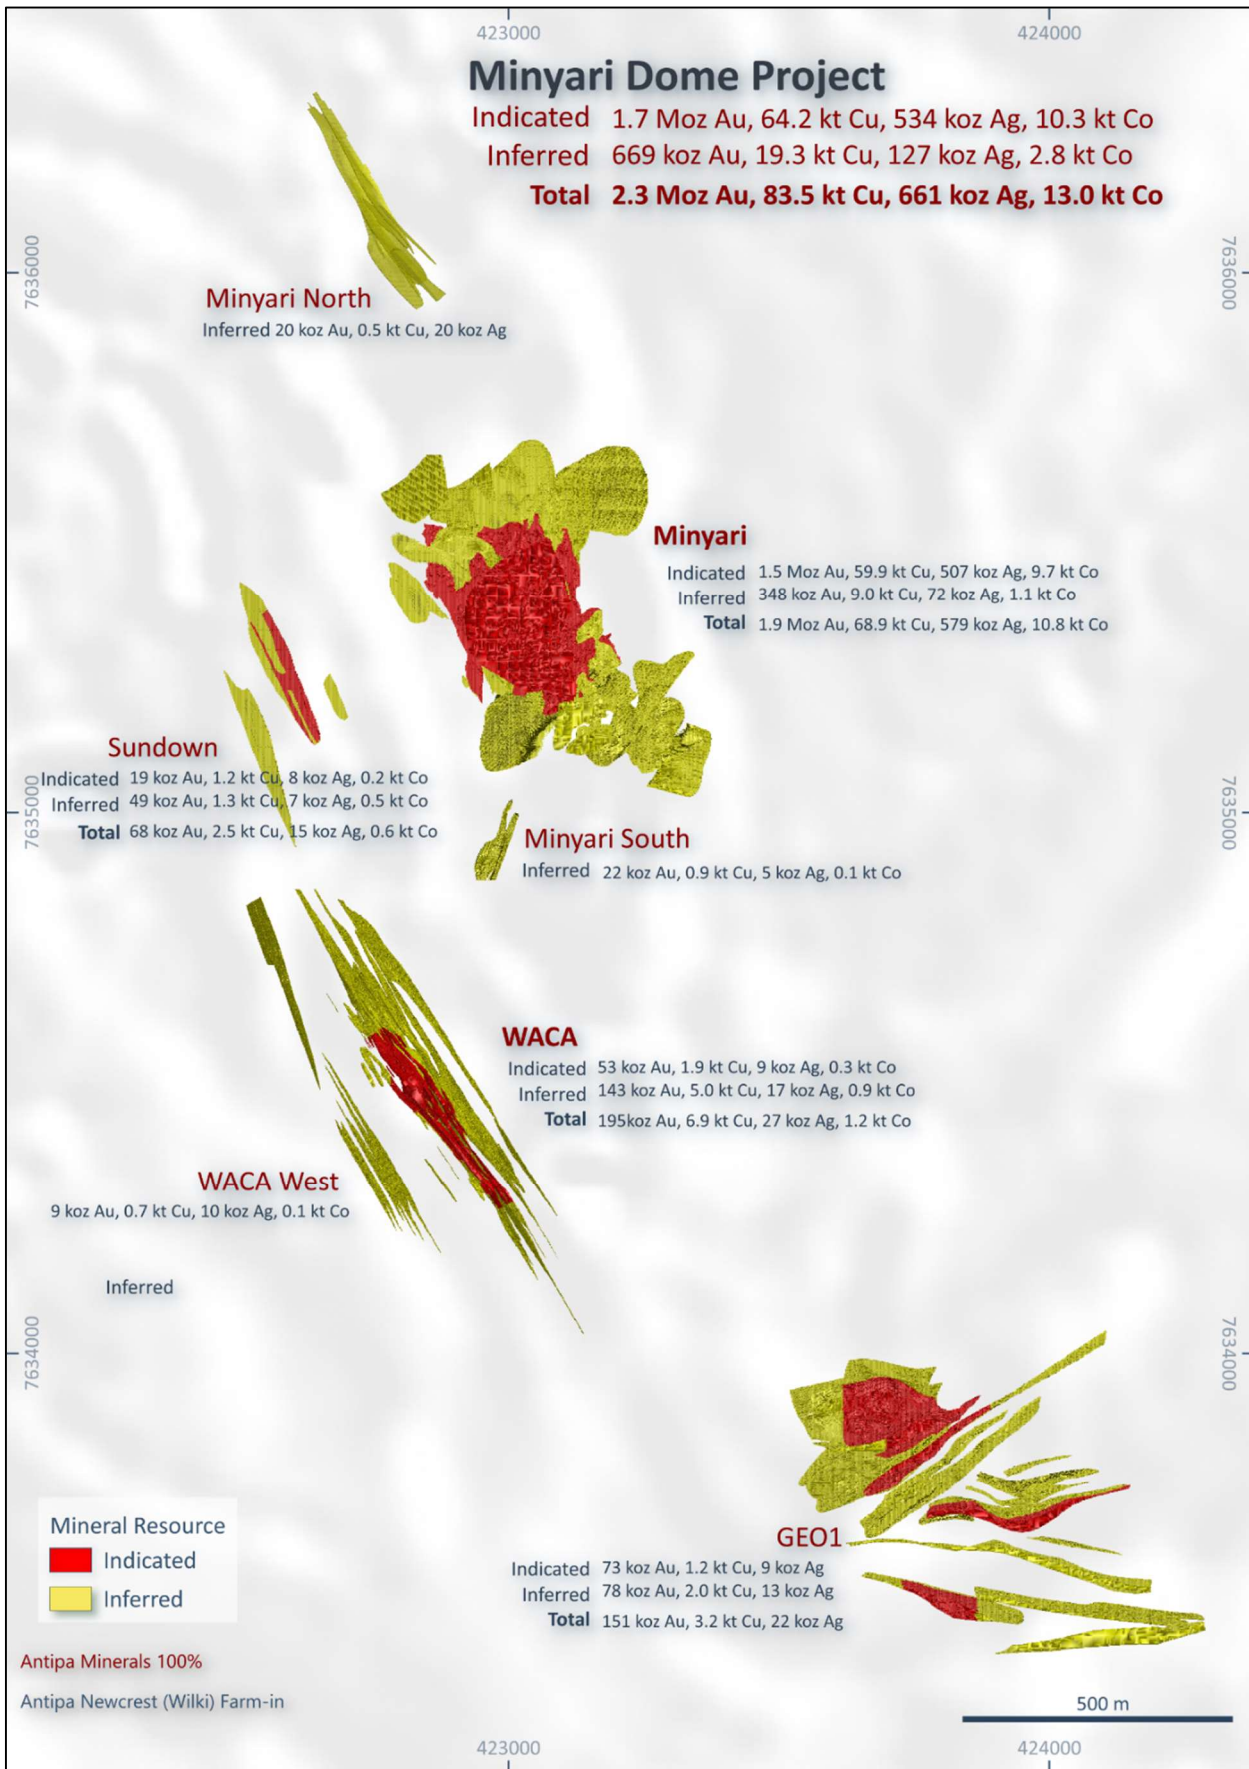 423000
424000
Minyari Dome Project
Indicated 1.7 Moz Au, 64.2 kt Cu, 534 koz Ag, 10.3 kt Co
Inferred 669 koz Au, 19.3 kt Cu, 127 koz Ag, 2.8 kt Co
Total 2.3 Moz Au, 83.5 kt Cu, 661 koz Ag, 13.0 kt Co
7636000
7636000
Minyari North
Inferred 20 koz Au, 0.5 kt Cu, 20 koz Ag
Minyari
Indicated 1.5 Moz Au, 59.9 kt Cu, 507 koz Ag, 9.7 kt Co
Inferred 348 koz Au, 9.0 kt Cu, 72 koz Ag, 1.1 kt Co
Total 1.9 Moz Au, 68.9 kt Cu, 579 koz Ag, 10.8 kt Co
Sundown
Indicated 19 koz Au, 1.2 kt Cu, 8 koz Ag, 0.2 kt Co
Inferred 49 koz Au, 1.3 kt Cu, 7 koz Ag, 0.5 kt Co
Total 68 koz Au, 2.5 kt Cu, 15 koz Ag, 0.6 kt Co
7635000
7635000
Minyari South
Inferred 22 koz Au, 0.9 kt Cu, 5 koz Ag, 0.1 kt Co
WACA
Indicated 53 koz Au, 1.9 kt Cu, 9 koz Ag, 0.3 kt Co
Inferred 143 koz Au, 5.0 kt Cu, 17 koz Ag, 0.9 kt Co
Total 195koz Au, 6.9 kt Cu, 27 koz Ag, 1.2 kt Co
WACA West
9 koz Au, 0.7 kt Cu, 10 koz Ag, 0.1 kt Co
Inferred
7634000
7634000
GEO1
Indicated 73 koz Au, 1.2 kt Cu, 9 koz Ag
Inferred 78 koz Au, 2.0 kt Cu, 13 koz Ag
Total 151 koz Au, 3.2 kt Cu, 22 koz Ag
Mineral Resource
Indicated
Inferred
Antipa Minerals 100%
Antipa Newcrest (Wilki) Farm-in
500 m
423000
424000